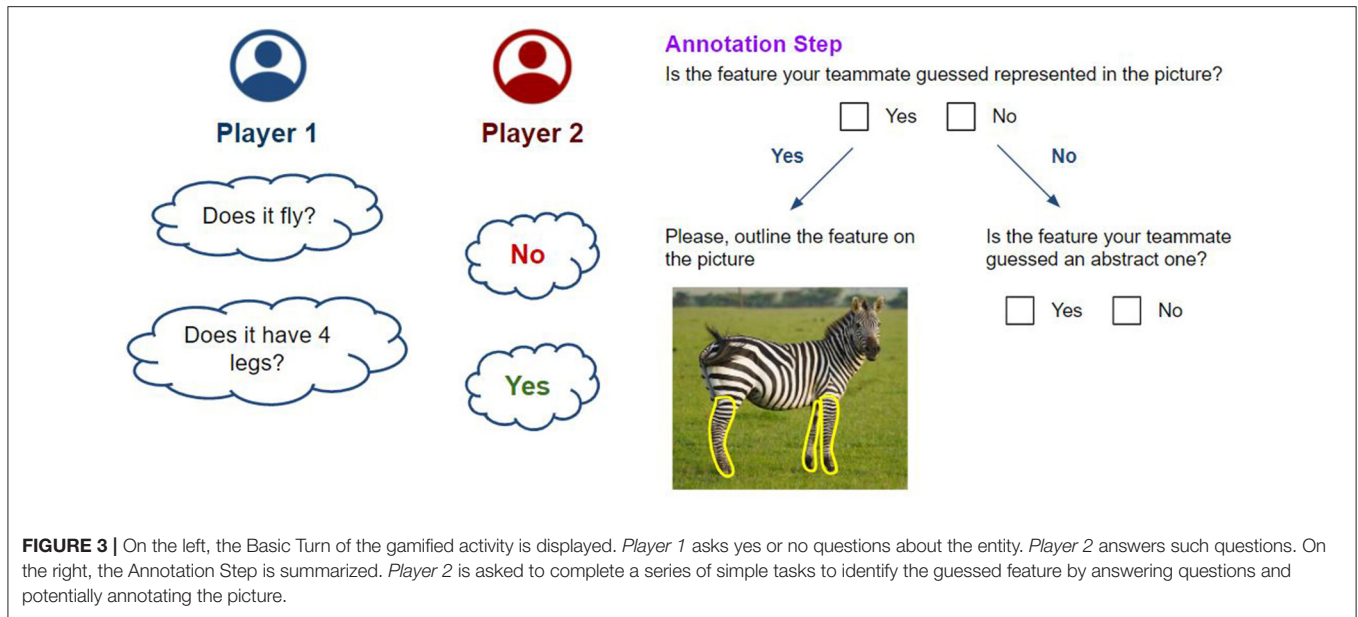 Player 1
Does it fly?
Does it have 4
legs?
Player 2
No
Yes
Annotation Step
Is the feature your teammate guessed represented in the picture?
Yes No
Yes No
Please, outline the feature on
the picture
Is the feature your teammate
guessed an abstract one?
Yes No
FIGURE 3 | On the left, the Basic Turn of the gamified activity is displayed. Player 1 asks yes or no questions about the entity. Player 2 answers such questions. On
the right, the Annotation Step is summarized. Player 2 is asked to complete a series of simple tasks to identify the guessed feature by answering questions and
potentially annotating the picture.